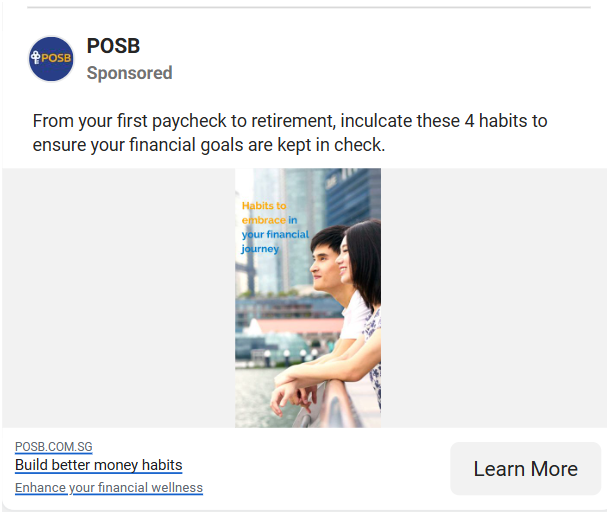 POSB
POSB
Sponsored
From your first paycheck to retirement, inculcate these 4 habits to
ensure your financial goals are kept in check.
Habits to
embrace in
your financial
journey
POSB.COM.SG
Build better money habits
Enhance your financial wellness
Learn More